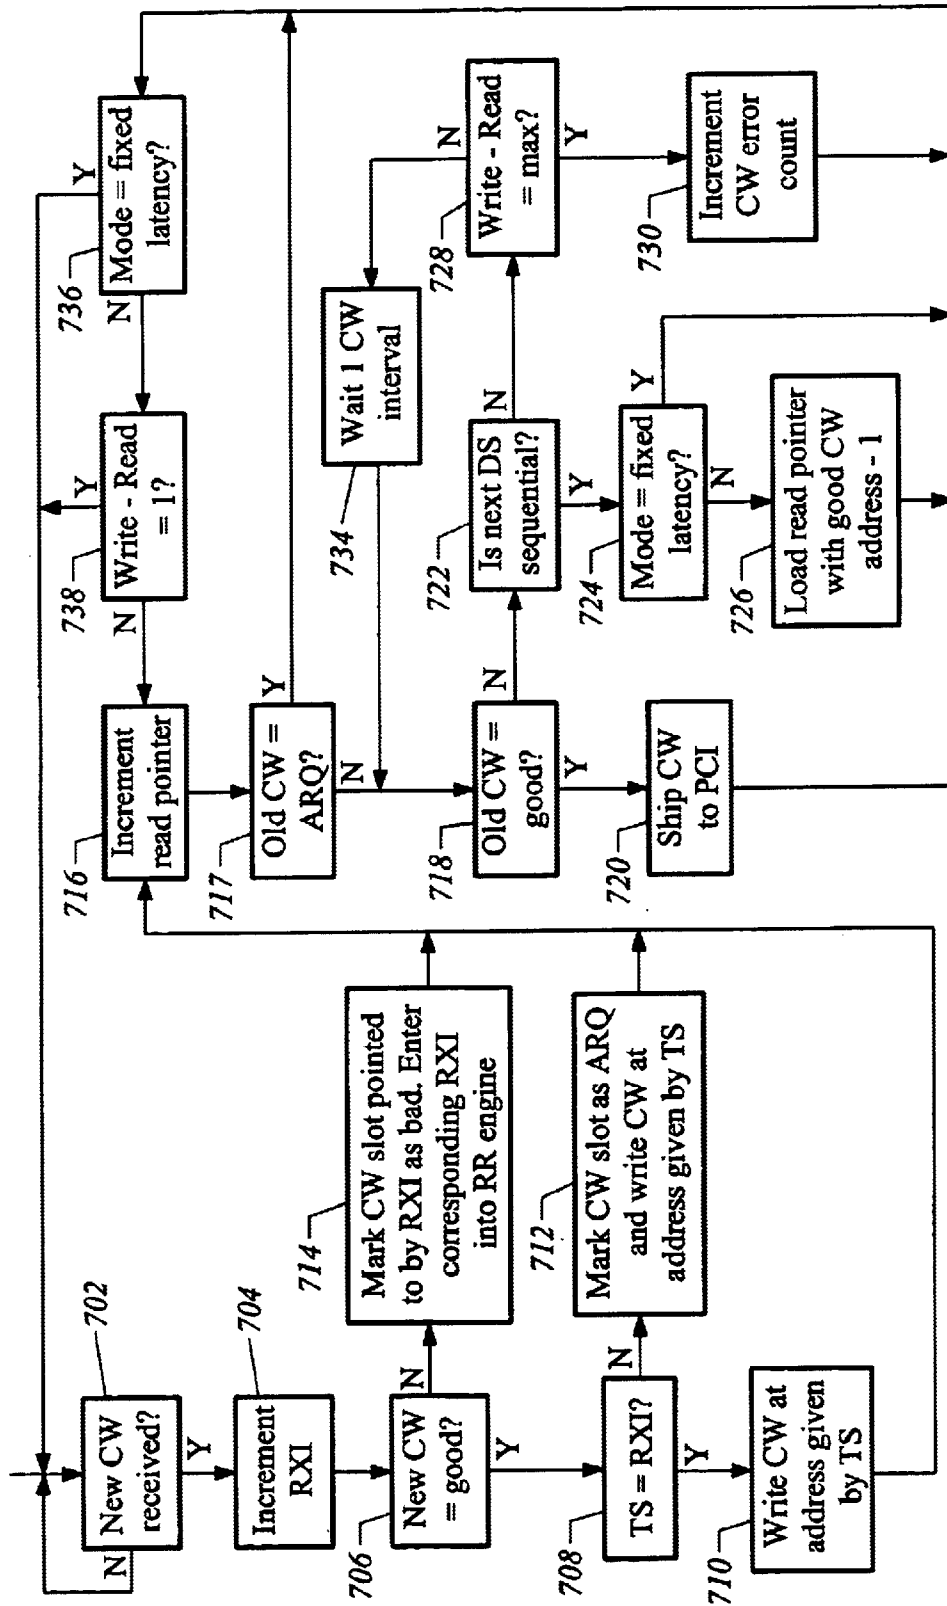 702
New CW
received?
N
Y
704
Increment
RXI
706
New CW
= good?
N
Y
714
Mark CW slot pointed
to by RXI as bad. Enter
corresponding RXI
into RR engine
708
TS = RXI?
N
Y
712
Mark CW slot as ARQ
and write CW at
address given by TS
710
Write CW at
address given
by TS
716
Increment
read pointer
N
738
Write - Read
= 1?
Y
N
736
Mode = fixed
latency?
Y
717
Old CW =
ARQ?
Y
N
734
Wait 1 CW
interval
718
Old CW =
good?
N
Y
722
Is next DS
sequential?
N
Y
728
Write - Read
= max?
N
Y
720
Ship CW
to PCI
724
Mode = fixed
latency?
Y
N
726
Load read pointer
with good CW
address - 1
730
Increment
CW error
count